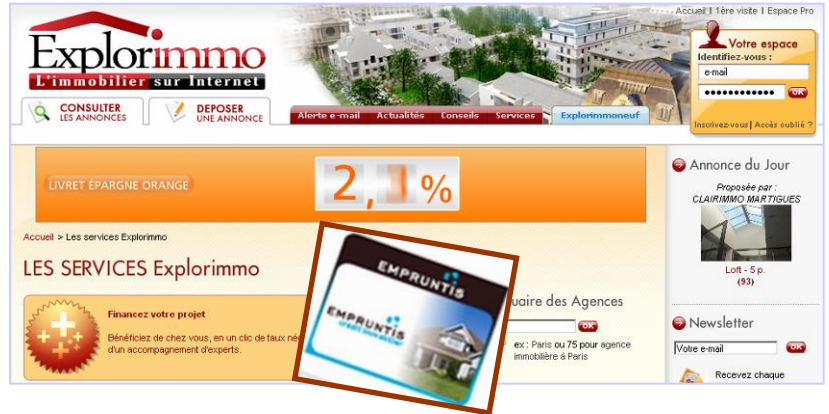 Accueil I 1ère visite I Espace Pro
Explorimmo
L'immobilier sur Internet
Votre espace
Identifiez-vous :
e-mail
OK
Inscrivez-vous | Accès oublié ?
CONSULTER
LES ANNONCES
DEPOSER
UNE ANNONCE
Alerte e-mail Actualités Conseils Services Explorimmoneuf
LIVRET ÉPARGNE ORANGE
2, %
Accueil > Les services Explorimmo
LES SERVICES Explorimmo
Financez votre projet
Bénéficiez de chez vous, en un clic de taux
d'un accompagnement d'experts.
EMPRUNTIS
EMPRUNTIS
crédit immobilier
des Agences
OK
ex : Paris ou 75 pour agence
immobilière à Paris
Annonce du Jour
Proposée par :
CLAIRIMMO MARTIGUES
Loft - 5 p.
(93)
Newsletter
Votre e-mail
OK
Recevez chaque